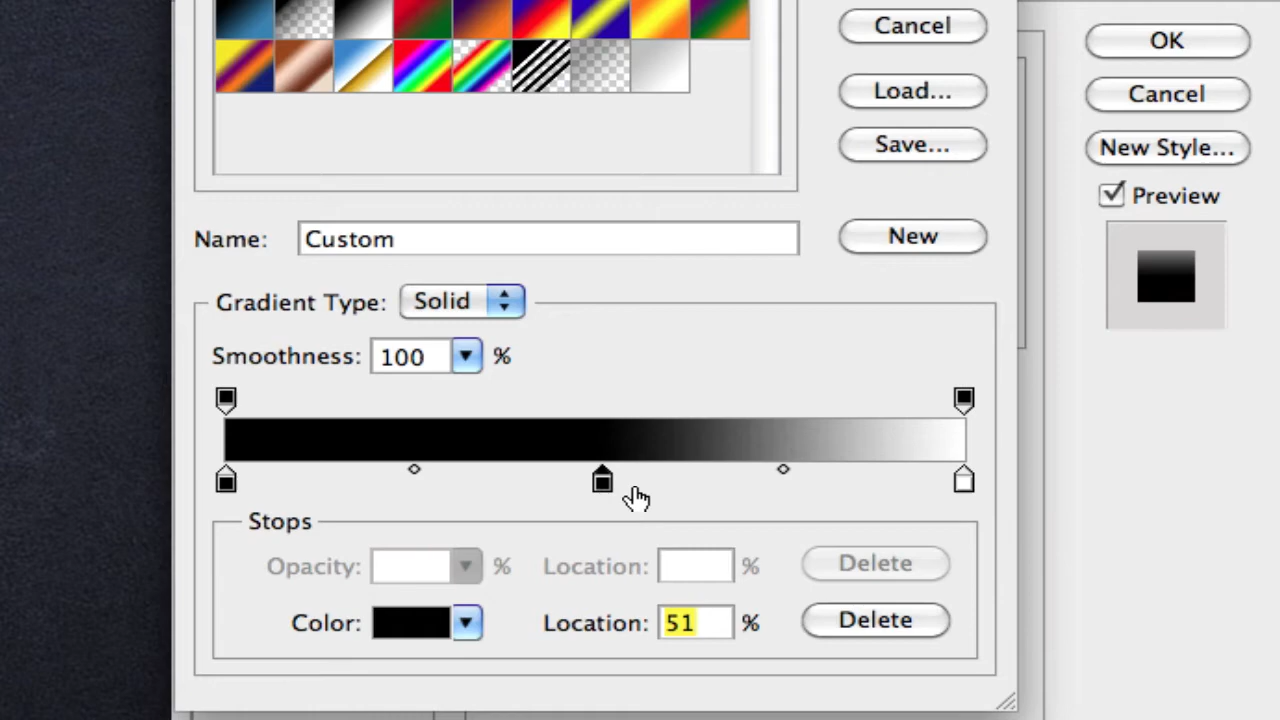 Cancel
Load...
Save...
OK
Cancel
New Style...
Preview
Name: Custom
New
Gradient Type: Solid
Smoothness: 100 %
Stops
Opacity: % Location: % Delete
Color: Location: 51 % Delete